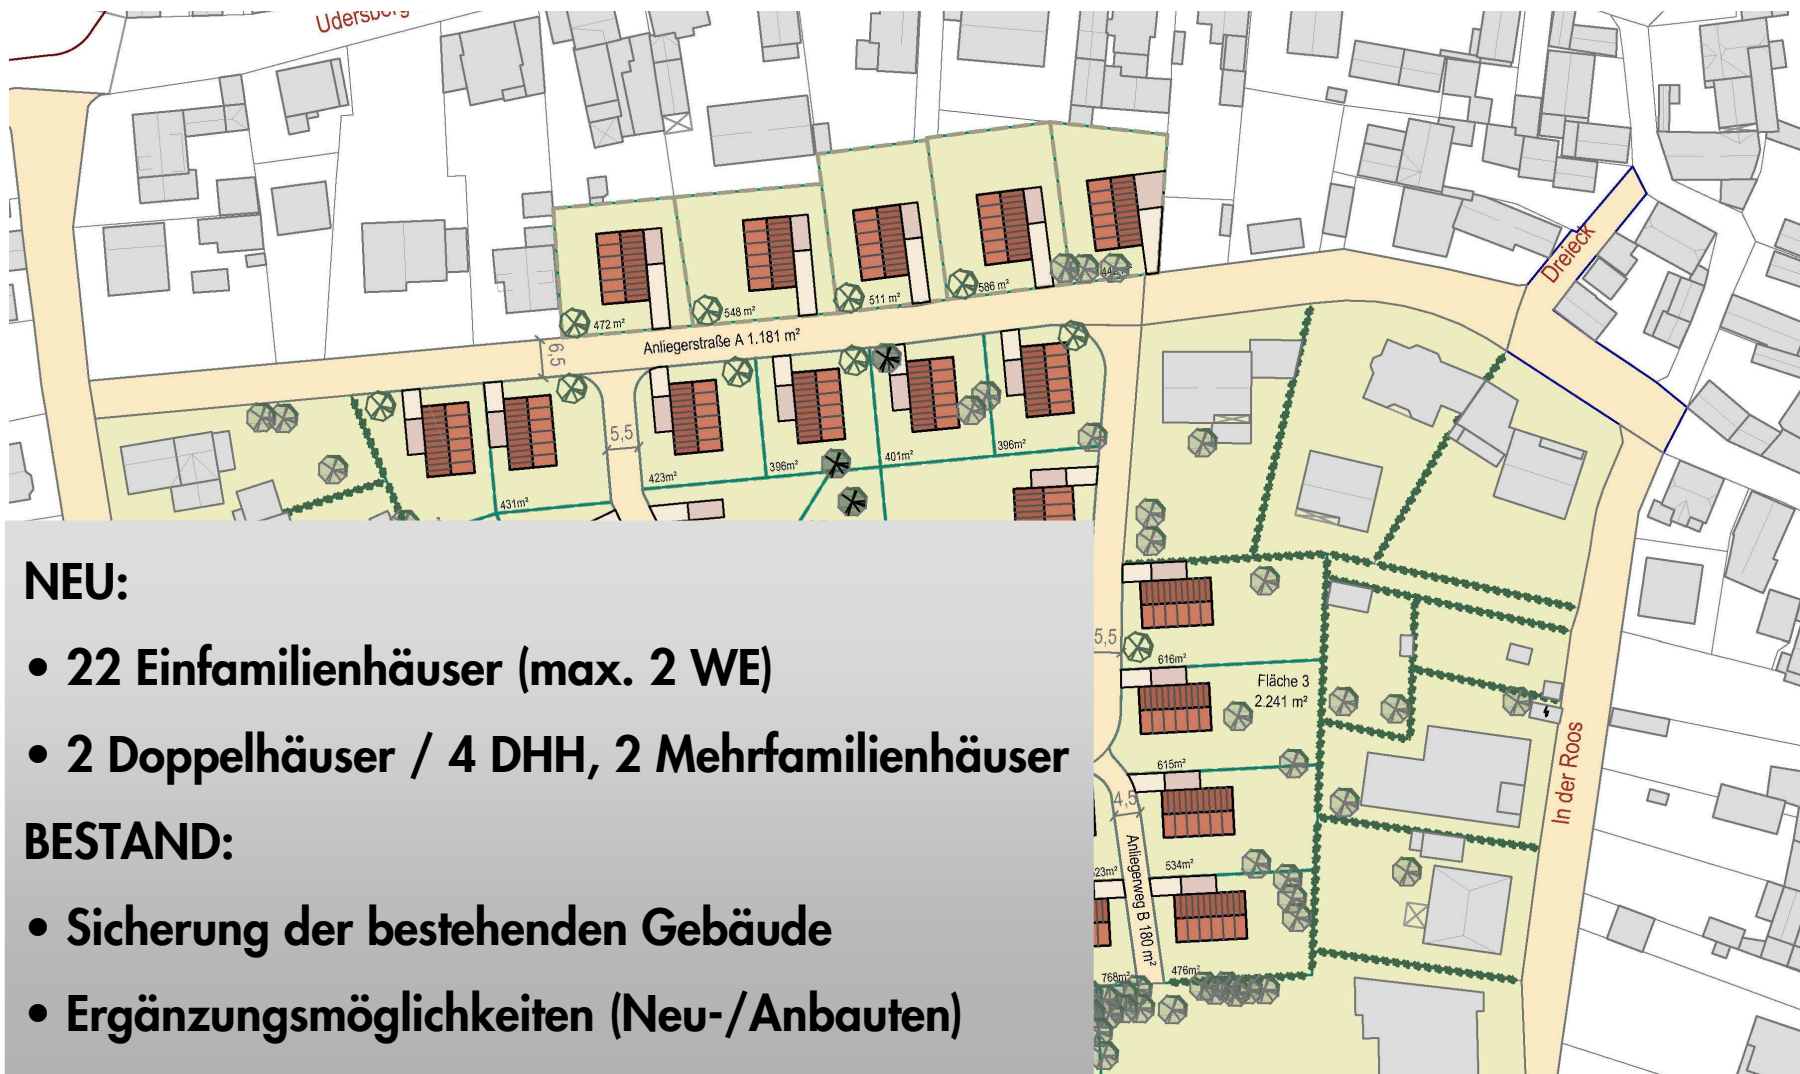 Udersberg
Dreieck
472 m²
548 m²
511 m²
586 m²
Anliegerstraße A 1.181 m²
6,5
5,5
423m²
396m²
401m²
396m²
431m²
NEU:
• 22 Einfamilienhäuser (max. 2 WE)
• 2 Doppelhäuser / 4 DHH, 2 Mehrfamilienhäuser
BESTAND:
• Sicherung der bestehenden Gebäude
• Ergänzungsmöglichkeiten (Neu-/Anbauten)
5,5
616m²
Fläche 3
2.241 m²
615m²
4,5
Anliegerweg B 180 m²
534m²
23m²
768m²
476m²
In der Roos